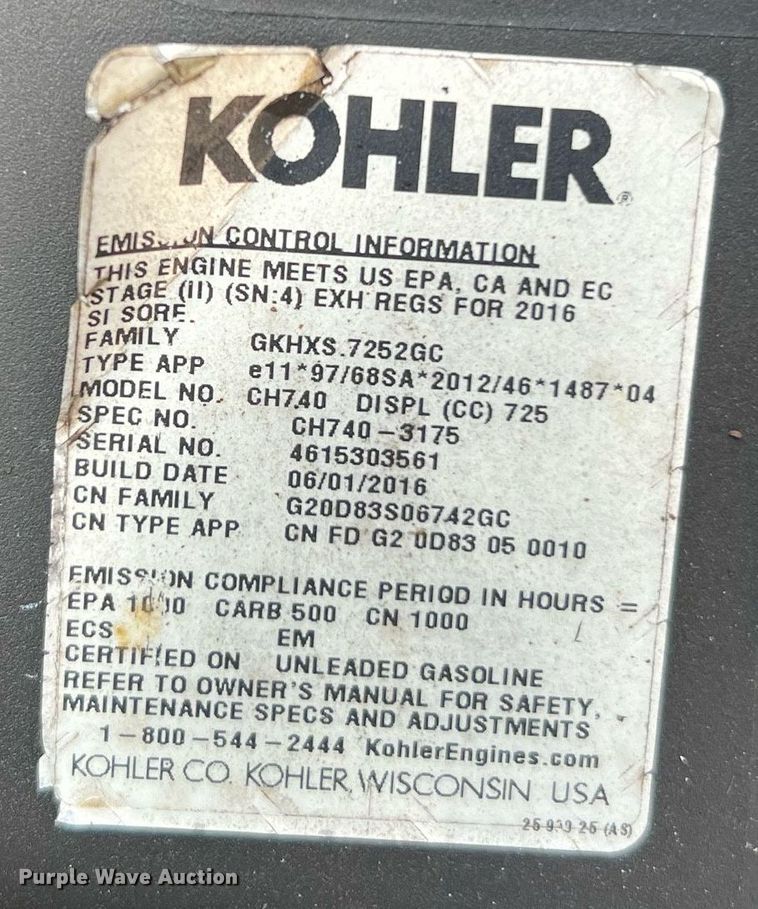 KOHLER®
CONTROL INFORMATION
THIS ENGINE MEETS US EPA, CA AND EC
STAGE (II) (SN:4) EXH REGS FOR 2016
SI SORE.
FAMILY GKHXS.7252GC
TYPE APP e11*97/68SA*2012/46*1487*04
MODEL NO. CH740 DISPL (CC) 725
SPEC NO. CH740-3175
SERIAL NO. 4615303561
BUILD DATE 06/01/2016
CN FAMILY G20D83S06742GC
CN TYPE APP CN FD G2 0D83 05 0010
EMISSION COMPLIANCE PERIOD IN HOURS =
EPA 1000 CARB 500 CN 1000
ECS EM
CERTIFIED ON UNLEADED GASOLINE
REFER TO OWNER'S MANUAL FOR SAFETY,
MAINTENANCE SPECS AND ADJUSTMENTS
1-800-544-2444 KohlerEngines.com
KOHLER CO. KOHLER, WISCONSIN USA
25 (AS)
Purple Wave Auction